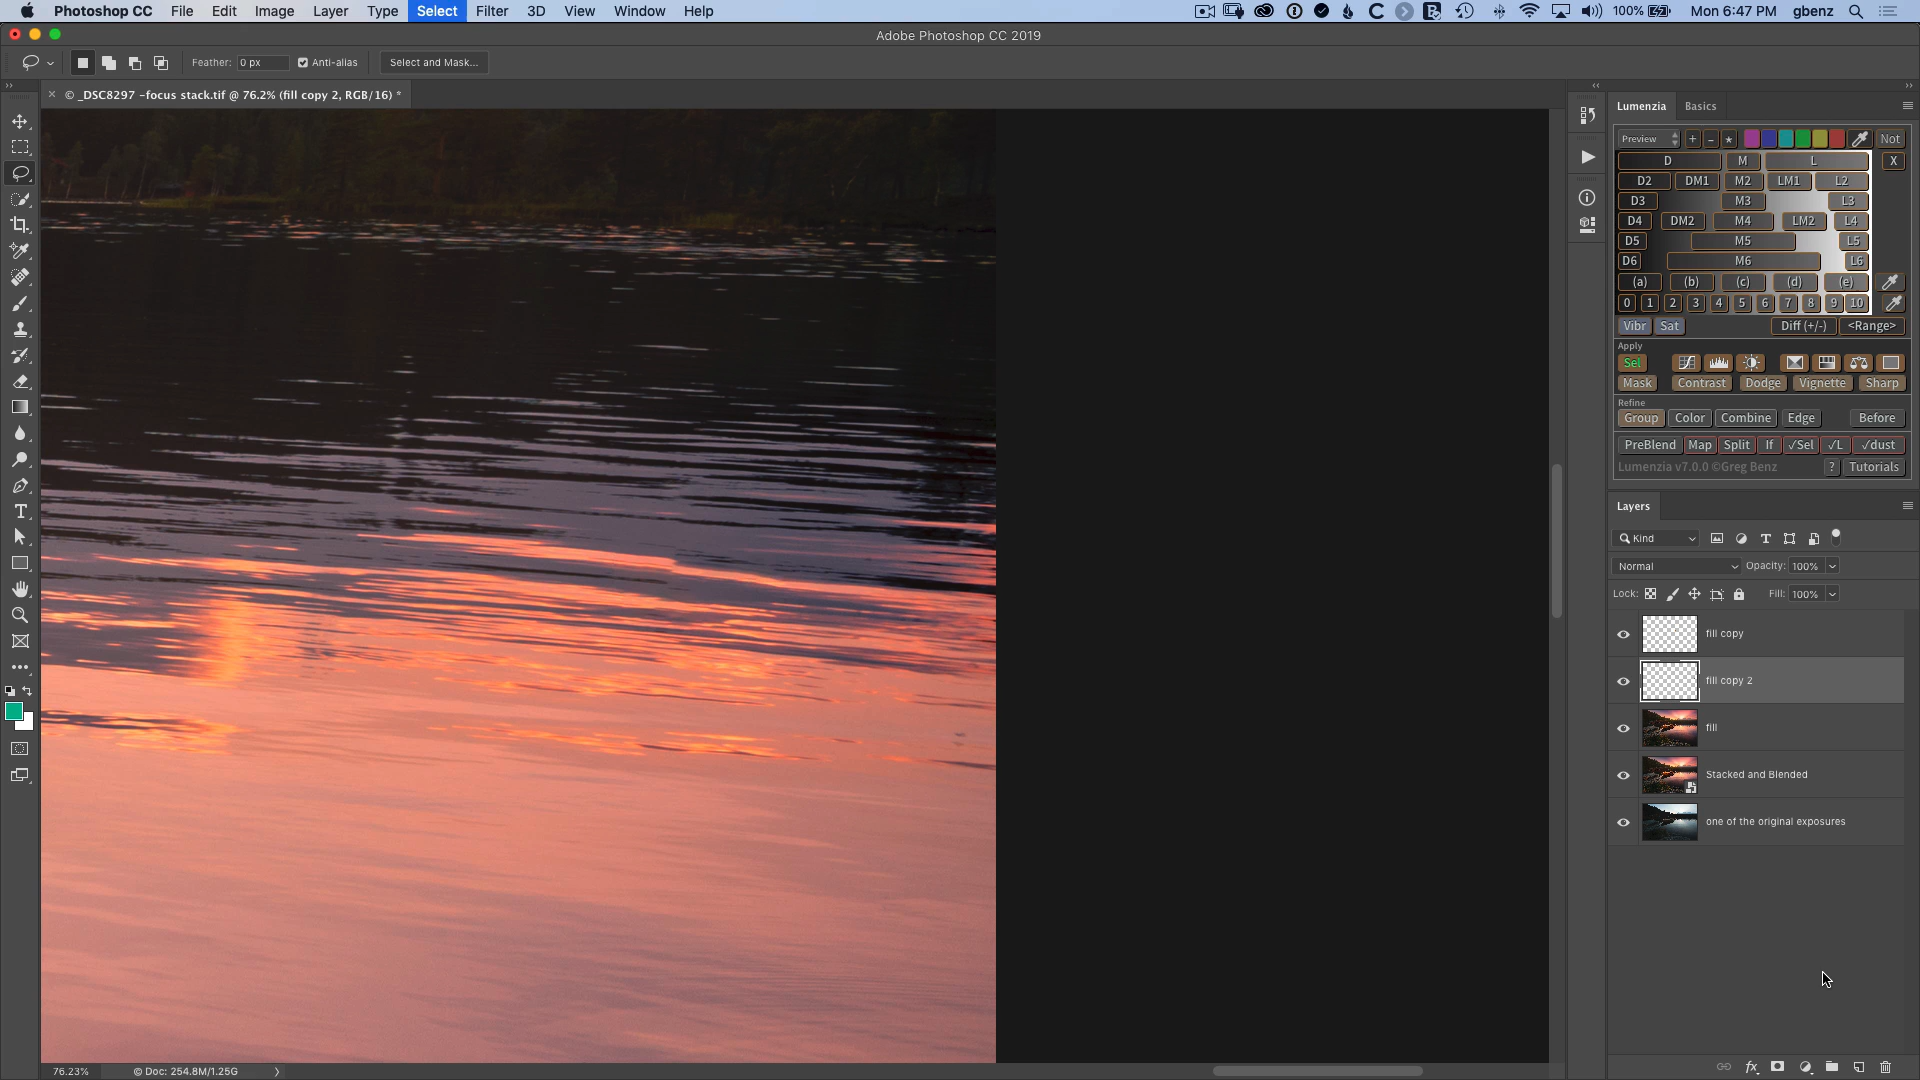 Photoshop CC File Edit Image Layer Type Select Filter 3D View Window Help 100% Mon 6:47 PM gbenz
Adobe Photoshop CC 2019
Feather: 0 px Anti-alias Select and Mask...
© _DSC8297 -focus stack.tif @ 76.2% (fill copy 2, RGB/16) *
Lumenzia Basics
Preview + - * Not
D M L X
D2 DM1 M2 LM1 L2
D3 M3 L3
D4 DM2 M4 LM2 L4
D5 M5 L5
D6 M6 L6
(a) (b) (c) (d) (e)
0 1 2 3 4 5 6 7 8 9 10
Vibr Sat Diff (+/-) <Range>
Apply
Sel
Mask Contrast Dodge Vignette Sharp
Refine
Group Color Combine Edge Before
PreBlend Map Split If √Sel √L √dust
Lumenzia v7.0.0 ©Greg Benz ? Tutorials
Layers
Kind
Normal Opacity: 100%
Lock: Fill: 100%
fill copy
fill copy 2
fill
Stacked and Blended
one of the original exposures
76.23% © Doc: 254.8M/1.25G